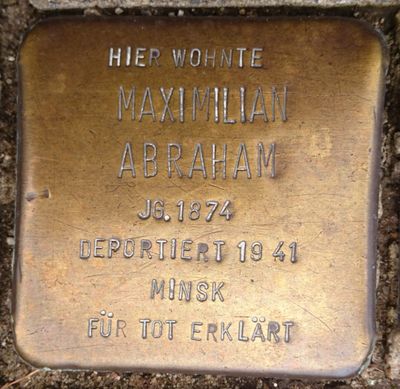 HIER WOHNTE
MAXIMILIAN
ABRAHAM
JG. 1874
DEPORTIERT 1941
MINSK
FÜR TOT ERKLÄRT